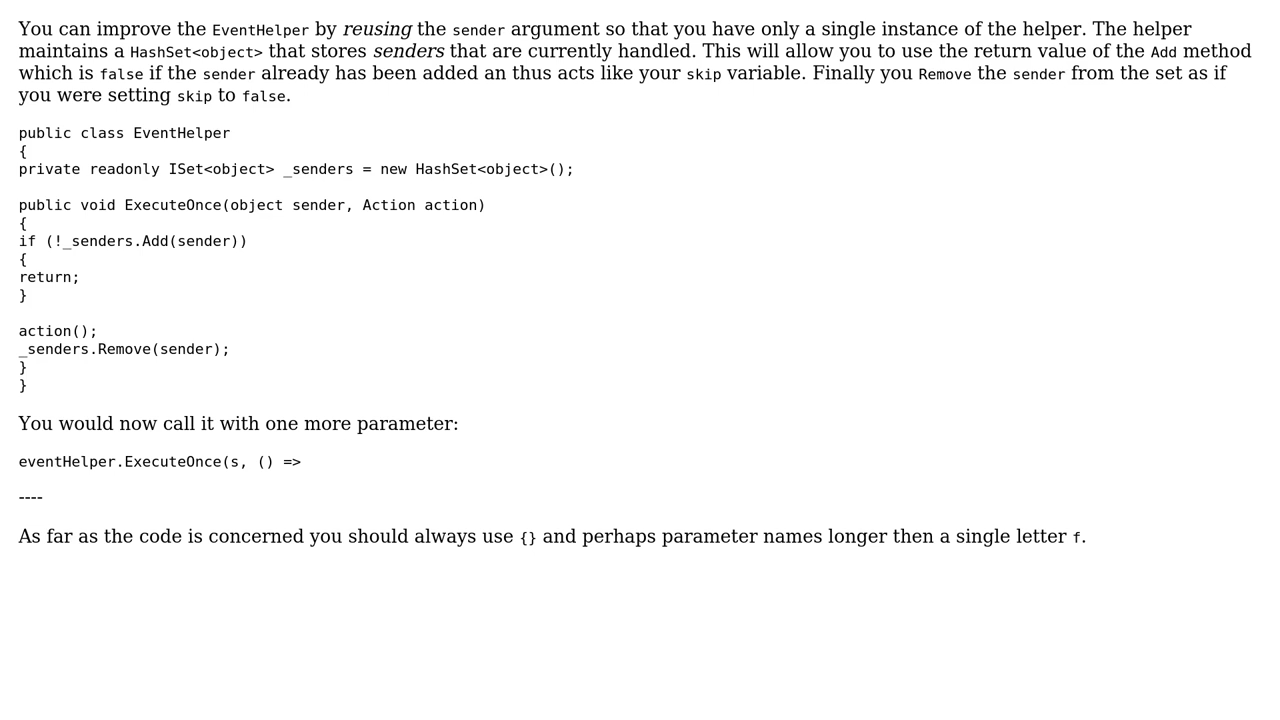 You can improve the EventHelper by reusing the sender argument so that you have only a single instance of the helper. The helper
maintains a HashSet<object> that stores senders that are currently handled. This will allow you to use the return value of the Add method
which is false if the sender already has been added an thus acts like your skip variable. Finally you Remove the sender from the set as if
you were setting skip to false.
public class EventHelper
{
private readonly ISet<object> _senders = new HashSet<object>();
public void ExecuteOnce(object sender, Action action)
{
if (!_senders.Add(sender))
{
return;
}
action();
_senders.Remove(sender);
}
}
You would now call it with one more parameter:
eventHelper.ExecuteOnce(s, () =>
----
As far as the code is concerned you should always use {} and perhaps parameter names longer then a single letter f.